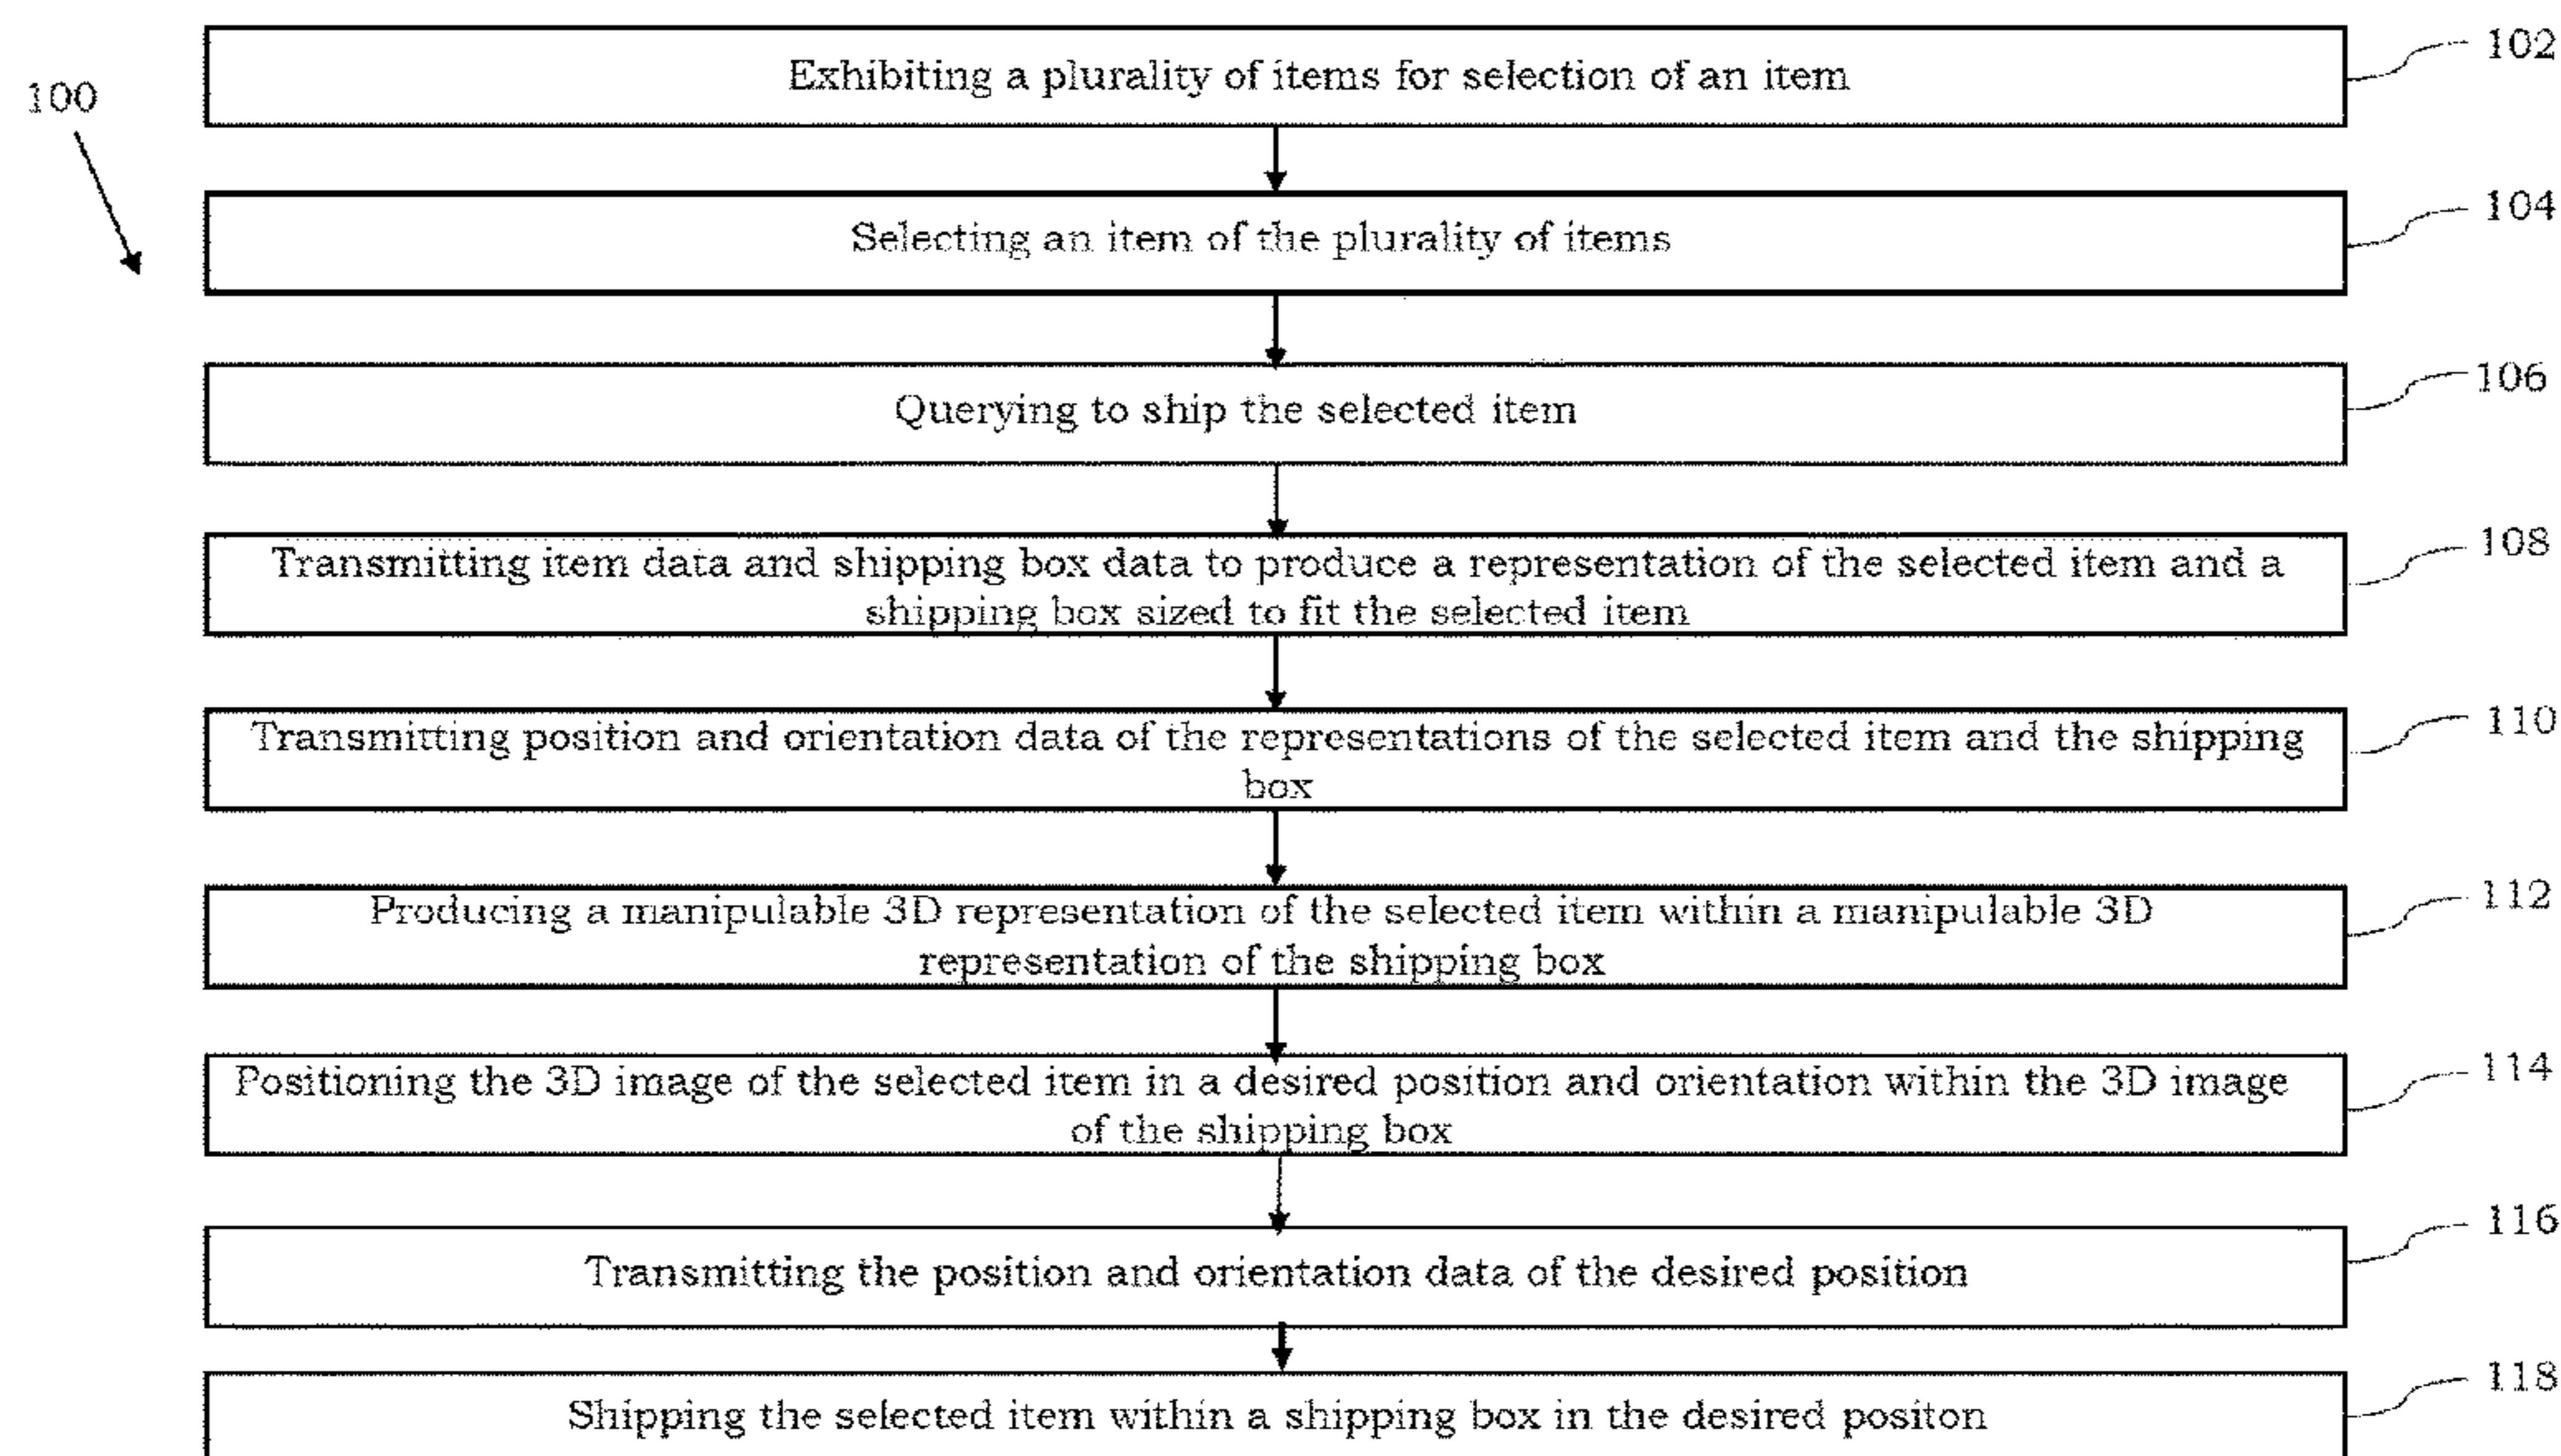 100
Exhibiting a plurality of items for selection of an item
102
Selecting an item of the plurality of items
104
Querying to ship the selected item
106
Transmitting item data and shipping box data to produce a representation of the selected item and a
shipping box sized to fit the selected item
108
Transmitting position and orientation data of the representations of the selected item and the shipping
box
110
Producing a manipulable 3D representation of the selected item within a manipulable 3D
representation of the shipping box
112
Positioning the 3D image of the selected item in a desired position and orientation within the 3D image
of the shipping box
114
Transmitting the position and orientation data of the desired position
116
Shipping the selected item within a shipping box in the desired positon
118